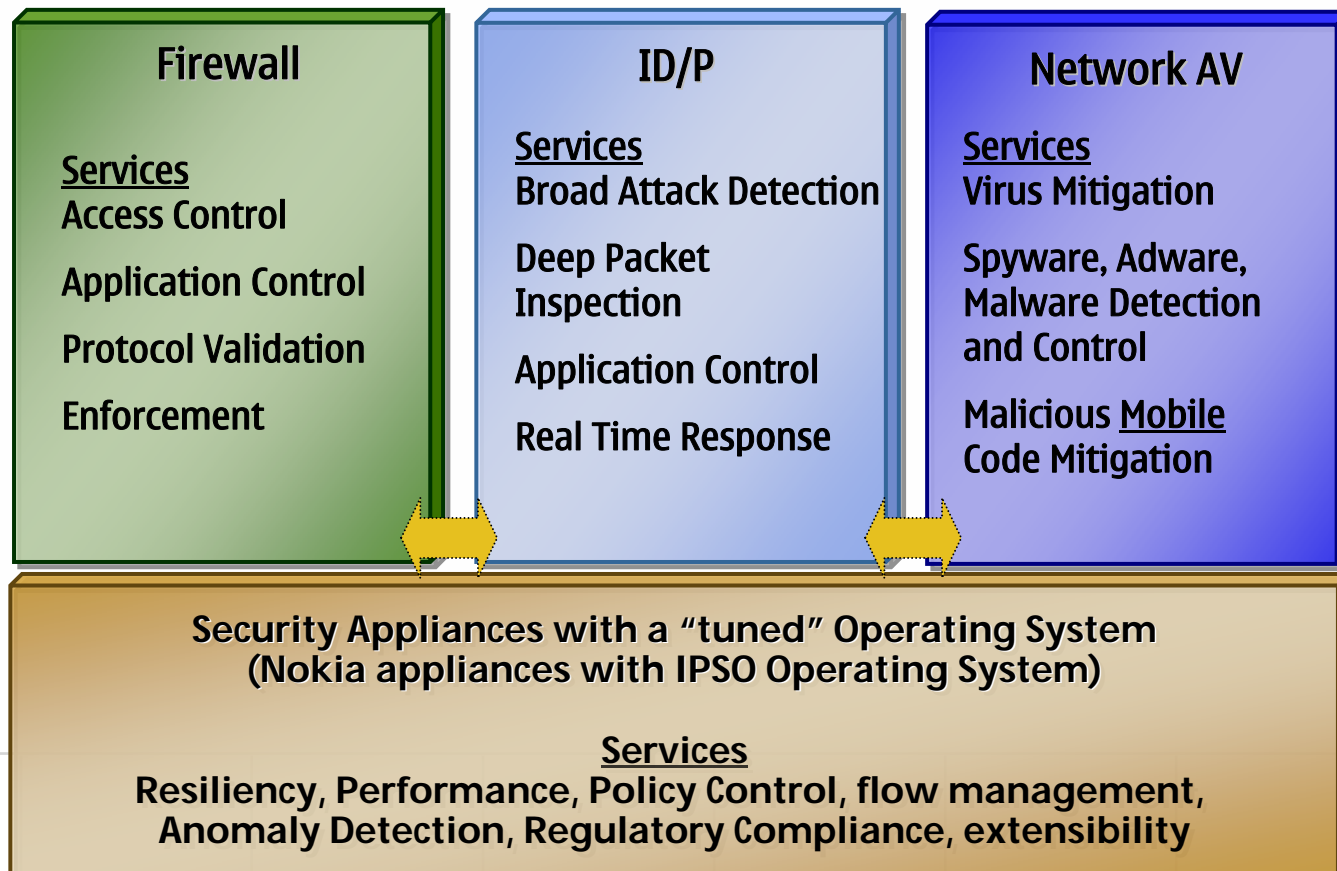 Firewall
Services
Access Control
Application Control
Protocol Validation
Enforcement
ID/P
Services
Broad Attack Detection
Deep Packet
Inspection
Application Control
Real Time Response
Network AV
Services
Virus Mitigation
Spyware, Adware,
Malware Detection
and Control
Malicious Mobile
Code Mitigation
Security Appliances with a “tuned” Operating System
(Nokia appliances with IPSO Operating System)
Services
Resiliency, Performance, Policy Control, flow management,
Anomaly Detection, Regulatory Compliance, extensibility